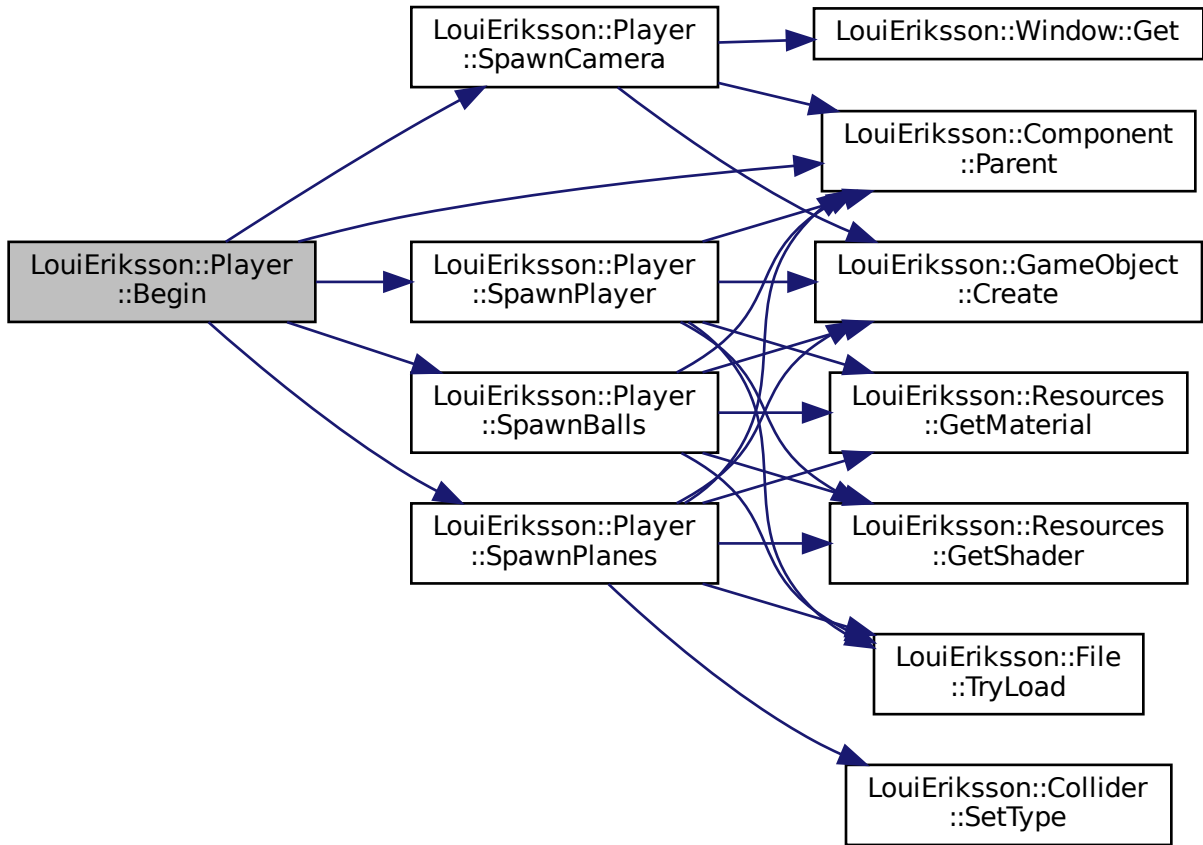 LouiEriksson::Player
::Begin
LouiEriksson::Player
::SpawnCamera
LouiEriksson::Player
::SpawnPlayer
LouiEriksson::Player
::SpawnBalls
LouiEriksson::Player
::SpawnPlanes
LouiEriksson::Window::Get
LouiEriksson::Component
::Parent
LouiEriksson::GameObject
::Create
LouiEriksson::Resources
::GetMaterial
LouiEriksson::Resources
::GetShader
LouiEriksson::File
::TryLoad
LouiEriksson::Collider
::SetType